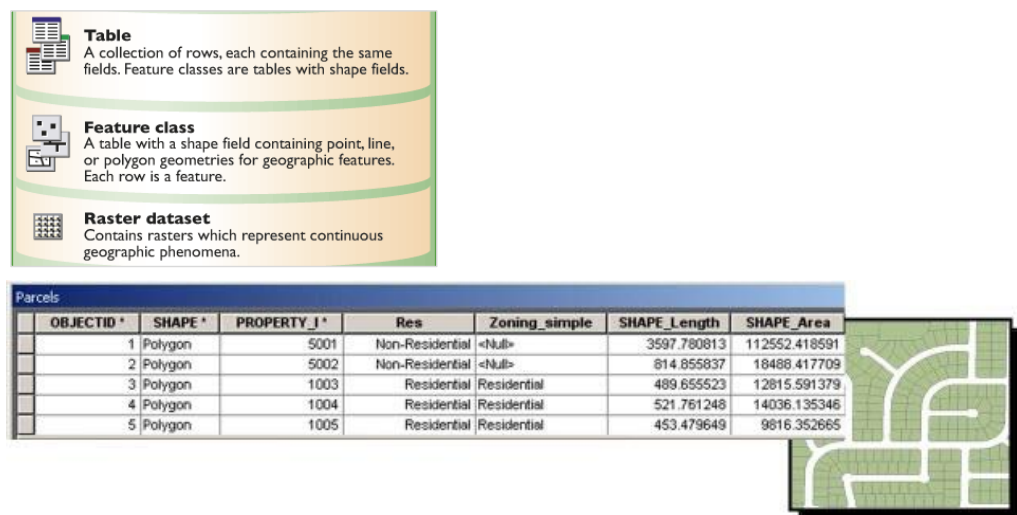 Table
A collection of rows, each containing the same
fields. Feature classes are tables with shape fields.
Feature class
A table with a shape field containing point, line,
or polygon geometries for geographic features.
Each row is a feature.
Raster dataset
Contains rasters which represent continuous
geographic phenomena.
Parcels
OBJECTID * SHAPE * PROPERTY_I * Res Zoning_simple SHAPE_Length SHAPE_Area
1 Polygon 5001 Non-Residential <Null> 3597.780813 112552.418591
2 Polygon 5002 Non-Residential <Null> 814.855837 18488.417709
3 Polygon 1003 Residential Residential 489.655523 12815.591379
4 Polygon 1004 Residential Residential 521.761248 14036.135346
5 Polygon 1005 Residential Residential 453.479649 9816.352665